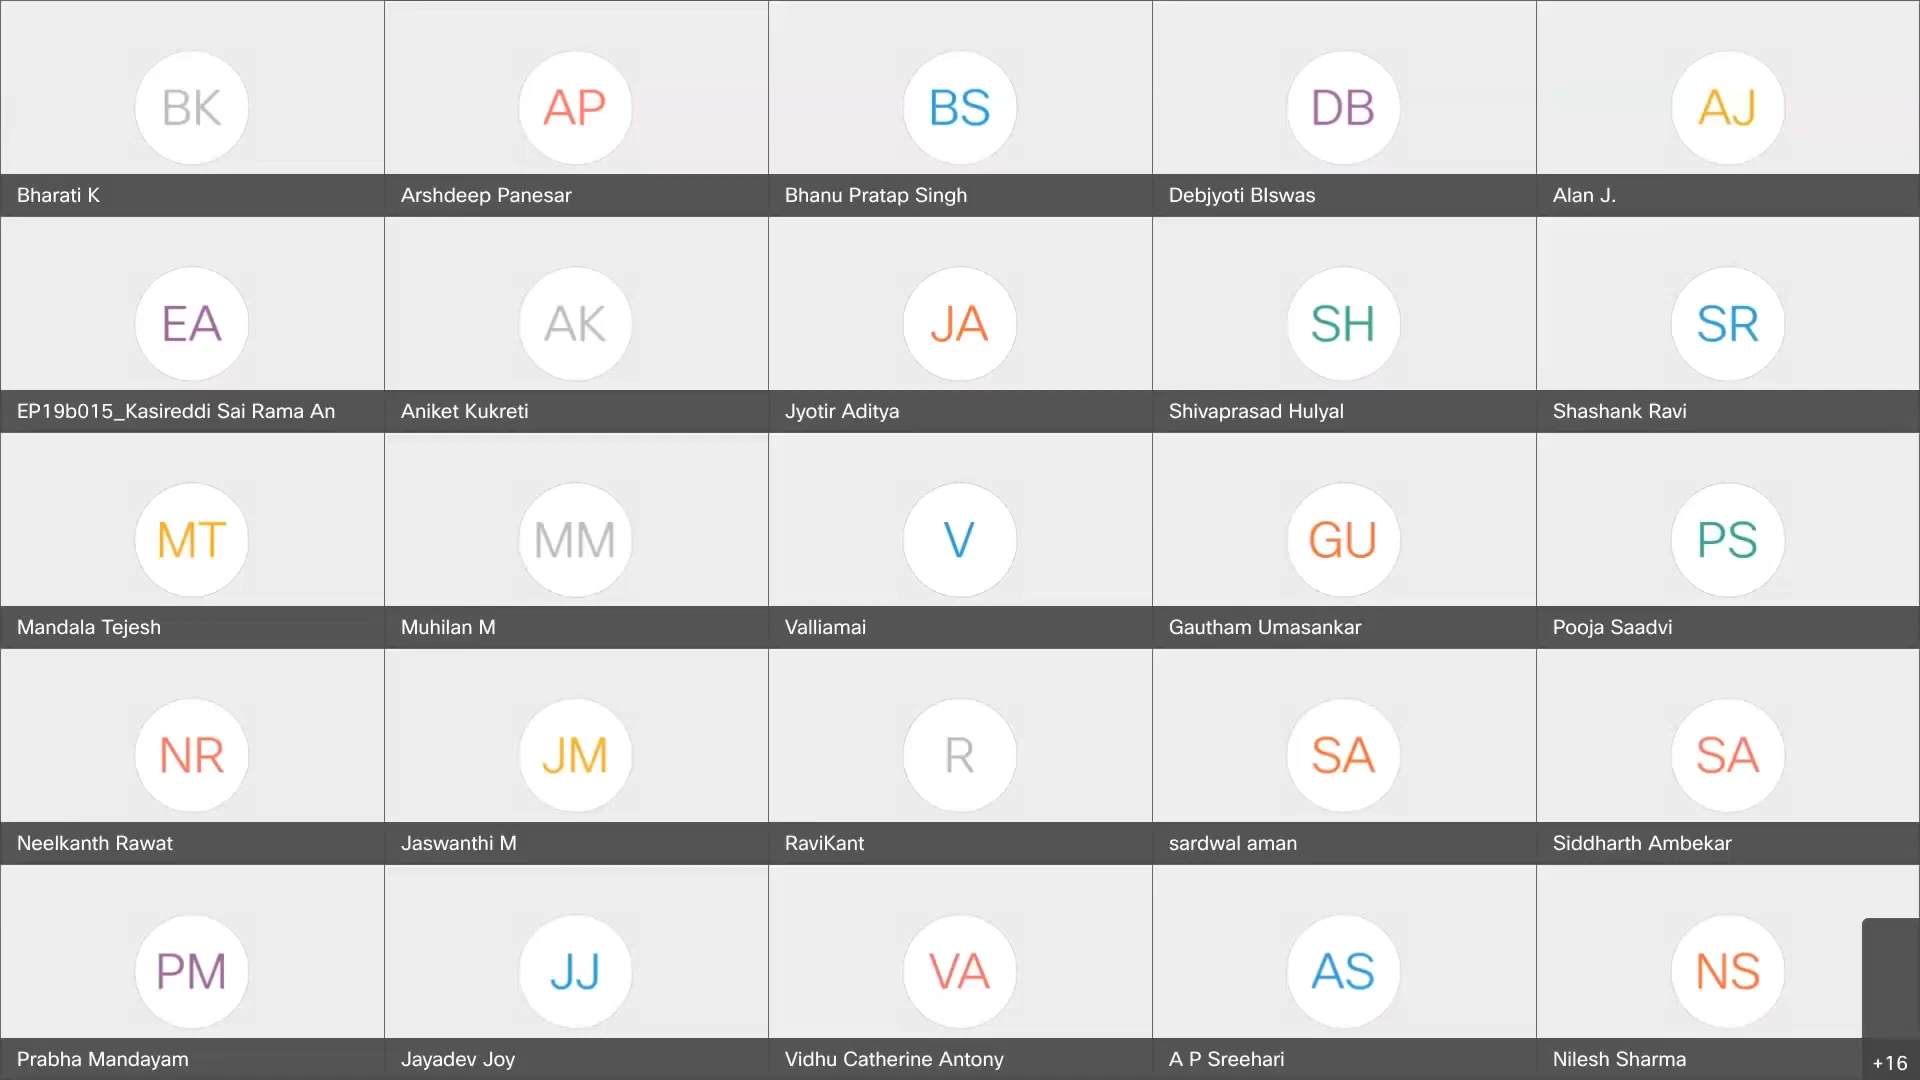 BK
AP
BS
DB
AJ
Bharati K
Arshdeep Panesar
Bhanu Pratap Singh
Debjyoti BIswas
Alan J.
EA
AK
JA
SH
SR
EP19b015_Kasireddi Sai Rama An
Aniket Kukreti
Jyotir Aditya
Shivaprasad Hulyal
Shashank Ravi
MT
MM
V
GU
PS
Mandala Tejesh
Muhilan M
Valliamai
Gautham Umasankar
Pooja Saadvi
NR
JM
R
SA
SA
Neelkanth Rawat
Jaswanthi M
RaviKant
sardwal aman
Siddharth Ambekar
PM
JJ
VA
AS
NS
Prabha Mandayam
Jayadev Joy
Vidhu Catherine Antony
A P Sreehari
Nilesh Sharma
+16